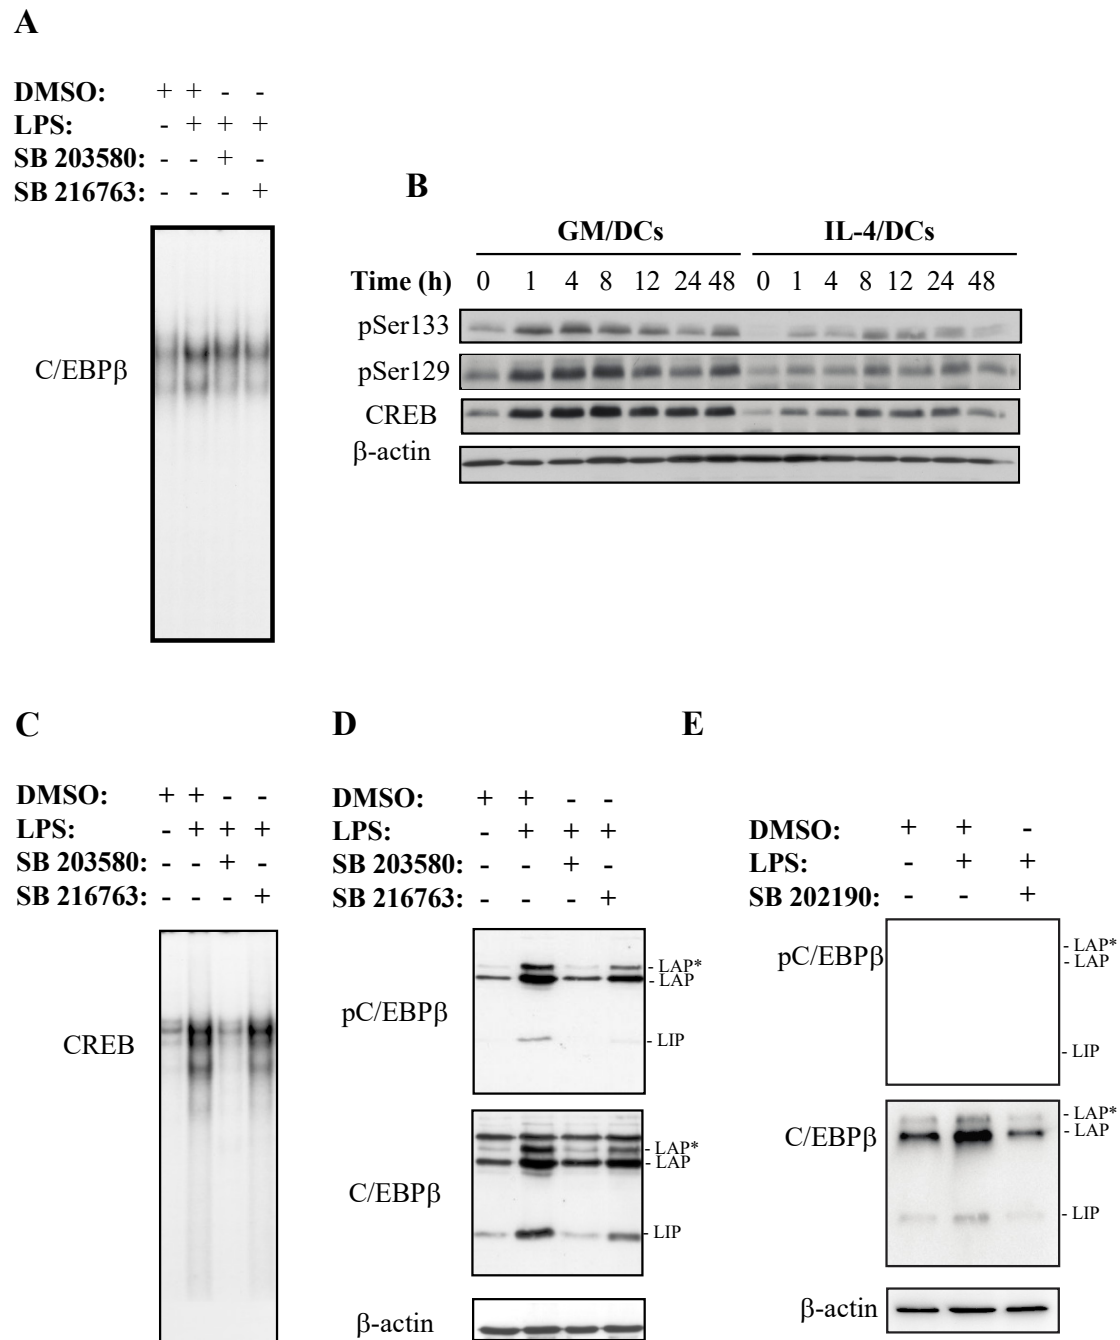 A
DMSO: + + - -
LPS: - + + +
SB 203580: - - + -
SB 216763: - - - +
C/EBPβ
B
GM/DCs IL-4/DCs
Time (h) 0 1 4 8 12 24 48 0 1 4 8 12 24 48
pSer133
pSer129
CREB
β-actin
C
DMSO: + + - -
LPS: - + + +
SB 203580: - - + -
SB 216763: - - - +
CREB
D
DMSO: + + - -
LPS: - + + +
SB 203580: - - + -
SB 216763: - - - +
pC/EBPβ
- LAP*
- LAP
- LIP
C/EBPβ
- LAP*
- LAP
- LIP
β-actin
E
DMSO: + + -
LPS: - + +
SB 202190: - - +
pC/EBPβ
- LAP*
- LAP
- LIP
C/EBPβ
- LAP*
- LAP
- LIP
β-actin